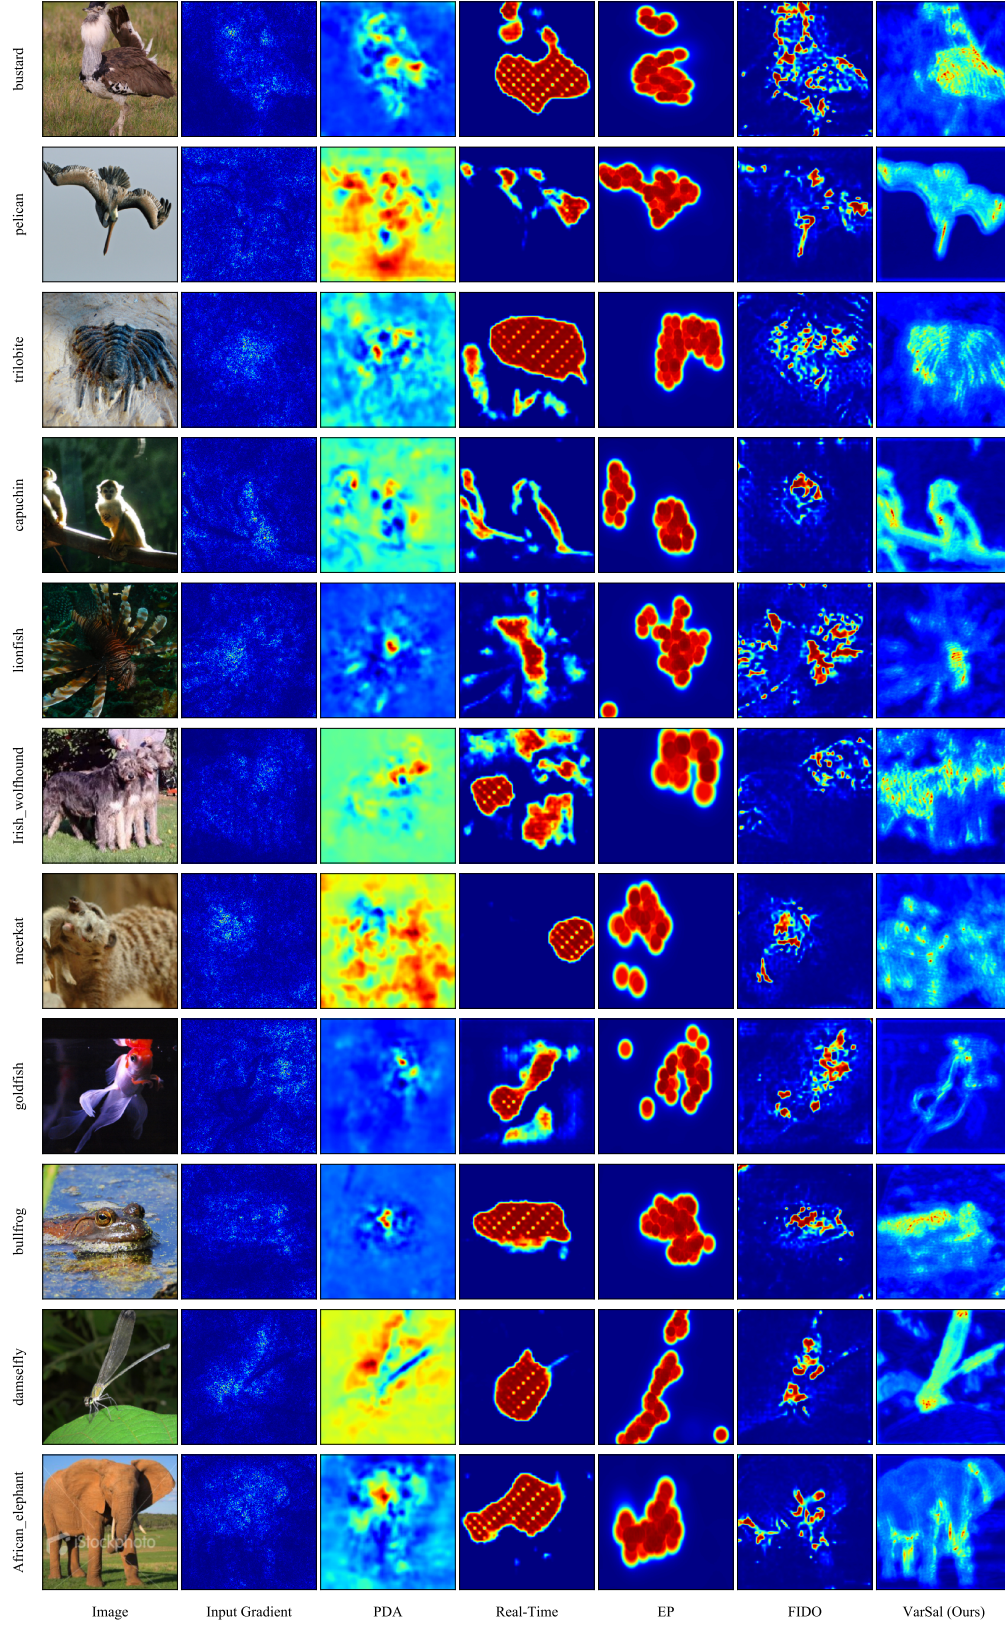 bustard
pelican
trilobite
capuchin
lionfish
Irish_wolfhound
meerkat
goldfish
bullfrog
damselfly
African_elephant
iStockphoto
Image Input Gradient PDA Real-Time EP FIDO VarSal (Ours)